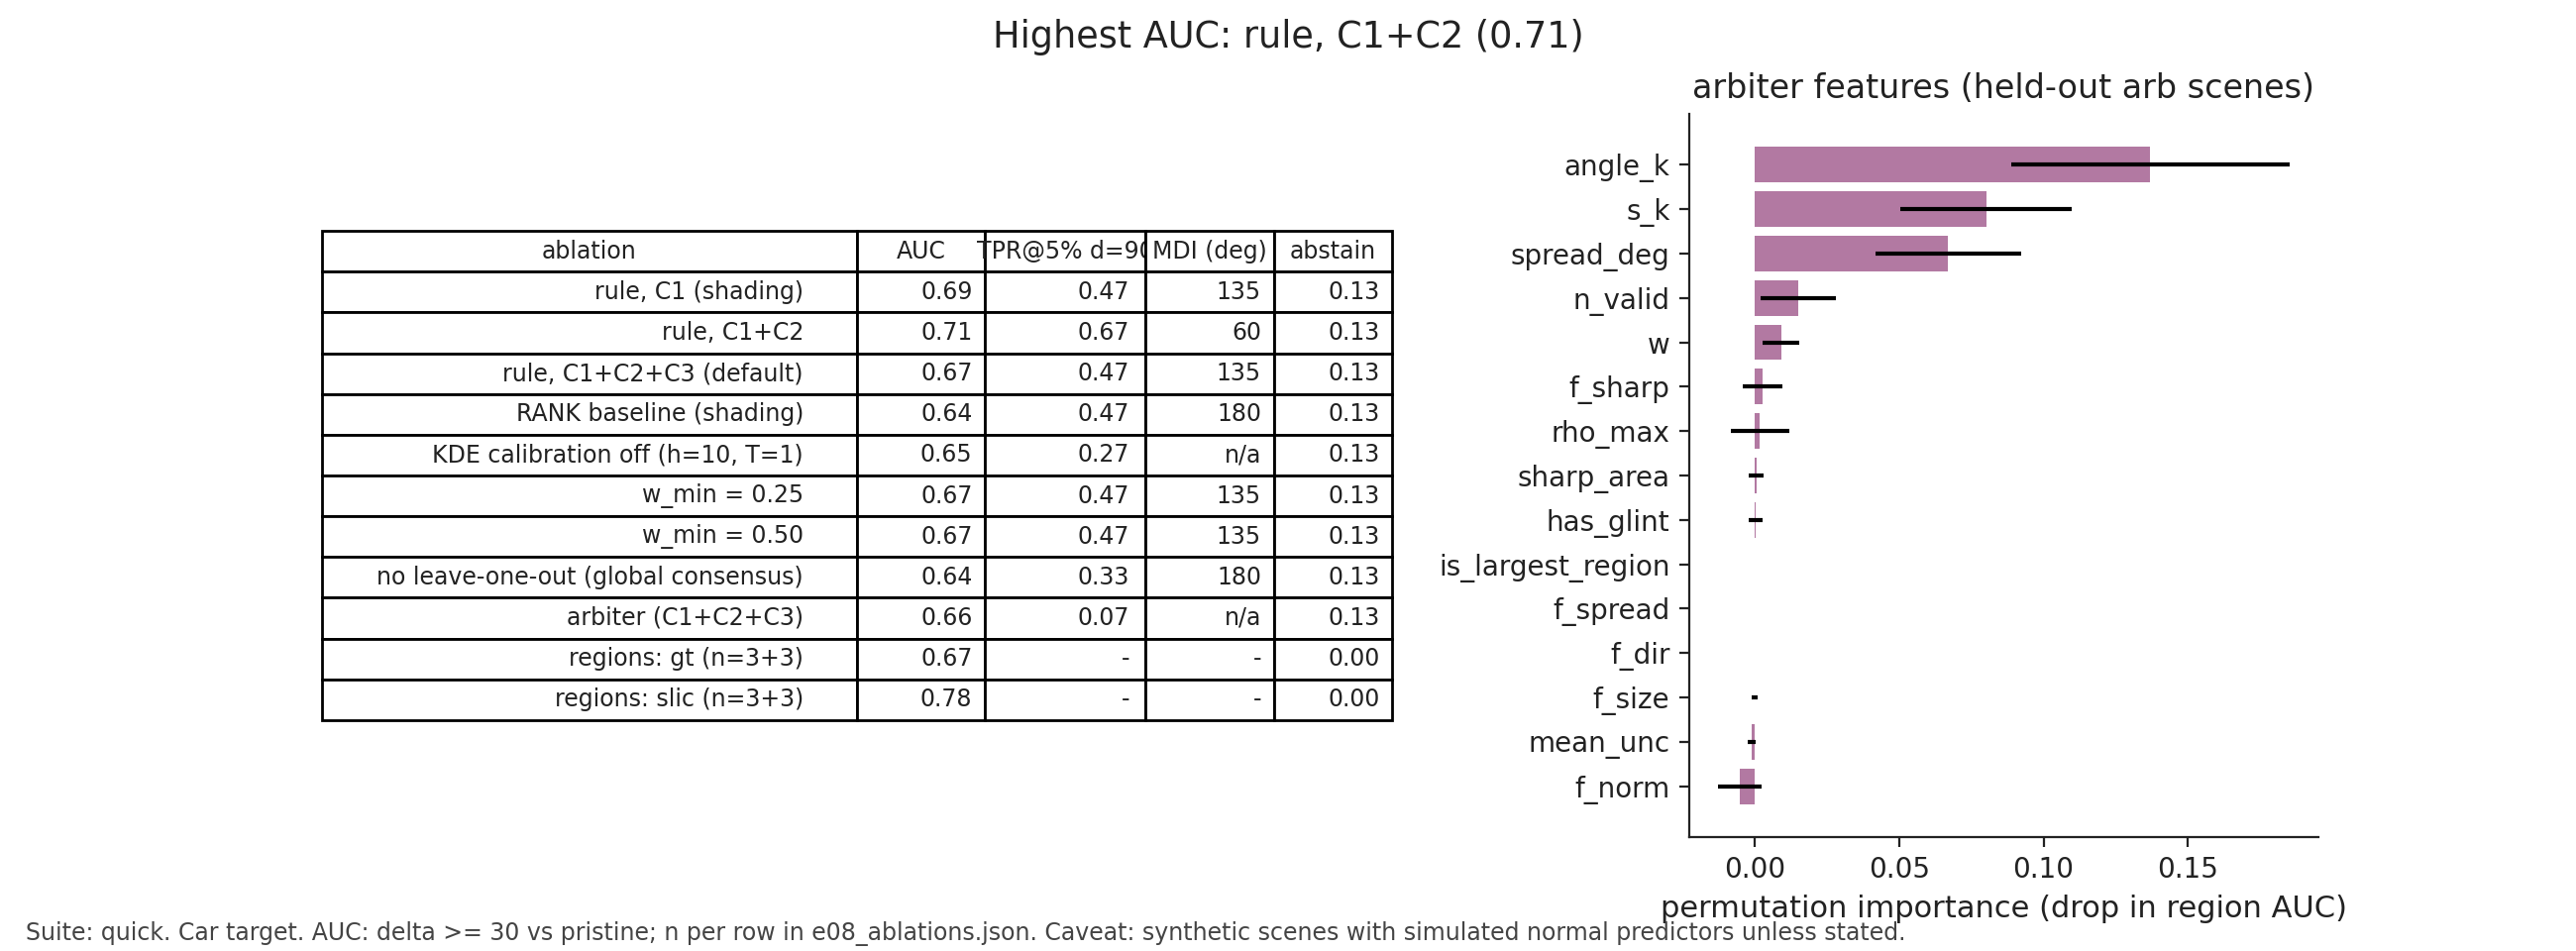 Highest AUC: rule, C1+C2 (0.71)
ablation AUC TPR@5% d=90 MDI (deg) abstain
rule, C1 (shading) 0.69 0.47 135 0.13
rule, C1+C2 0.71 0.67 60 0.13
rule, C1+C2+C3 (default) 0.67 0.47 135 0.13
RANK baseline (shading) 0.64 0.47 180 0.13
KDE calibration off (h=10, T=1) 0.65 0.27 n/a 0.13
w_min = 0.25 0.67 0.47 135 0.13
w_min = 0.50 0.67 0.47 135 0.13
no leave-one-out (global consensus) 0.64 0.33 180 0.13
arbiter (C1+C2+C3) 0.66 0.07 n/a 0.13
regions: gt (n=3+3) 0.67 - - 0.00
regions: slic (n=3+3) 0.78 - - 0.00
arbiter features (held-out arb scenes)
angle_k
s_k
spread_deg
n_valid
w
f_sharp
rho_max
sharp_area
has_glint
is_largest_region
f_spread
f_dir
f_size
mean_unc
f_norm
0.00 0.05 0.10 0.15
permutation importance (drop in region AUC)
Suite: quick. Car target. AUC: delta >= 30 vs pristine; n per row in e08_ablations.json. Caveat: synthetic scenes with simulated normal predictors unless stated.